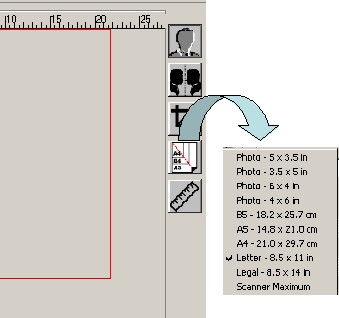 10 15 20 25
A4
B4
A5
Photo - 5 x 3.5 in
Photo - 3.5 x 5 in
Photo - 6 x 4 in
Photo - 4 x 6 in
B5 - 18.2 x 25.7 cm
A5 - 14.8 x 21.0 cm
A4 - 21.0 x 29.7 cm
Letter - 8.5 x 11 in
Legal - 8.5 x 14 in
Scanner Maximum